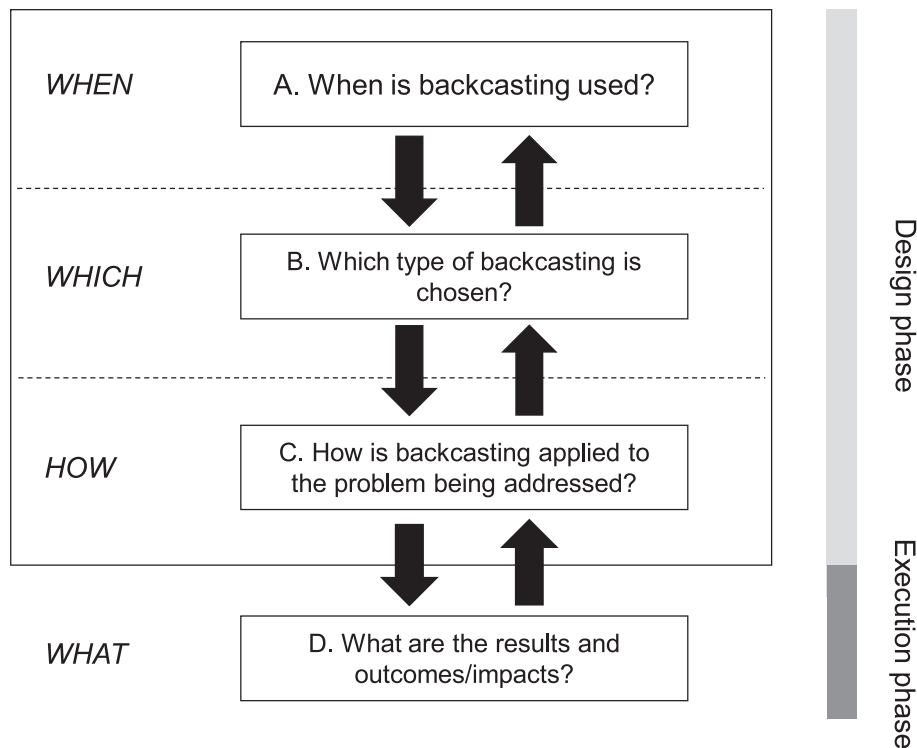 WHEN
A. When is backcasting used?
WHICH
B. Which type of backcasting is
chosen?
HOW
C. How is backcasting applied to
the problem being addressed?
WHAT
D. What are the results and
outcomes/impacts?
Design phase
Execution phase